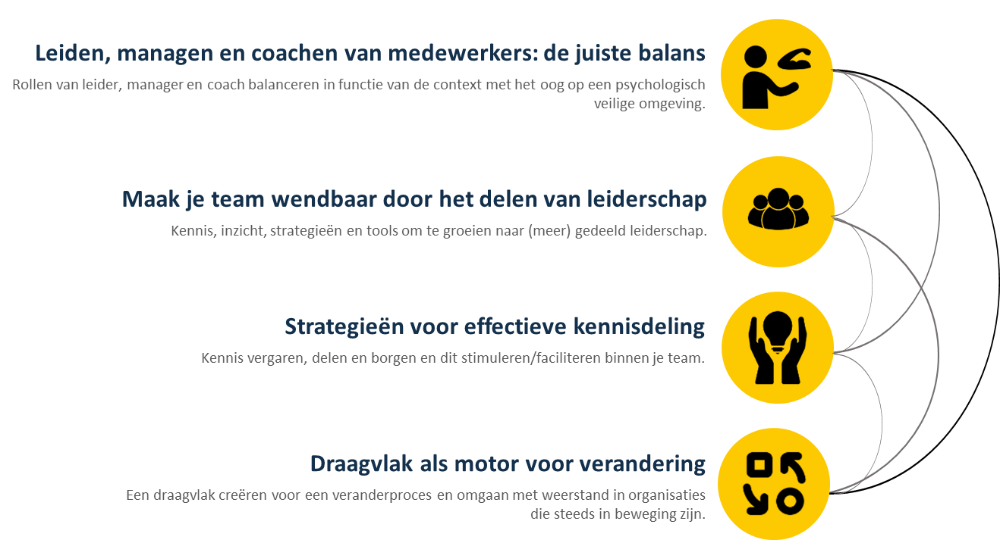 Leiden, managen en coachen van medewerkers: de juiste balans
Rollen van leider, manager en coach balanceren in functie van de context met het oog op een psychologisch
veilige omgeving.
Maak je team wendbaar door het delen van leiderschap
Kennis, inzicht, strategieën en tools om te groeien naar (meer) gedeeld leiderschap.
Strategieën voor effectieve kennisdeling
Kennis vergaren, delen en borgen en dit stimuleren/faciliteren binnen je team.
Draagvlak als motor voor verandering
Een draagvlak creëren voor een veranderproces en omgaan met weerstand in organisaties
die steeds in beweging zijn.